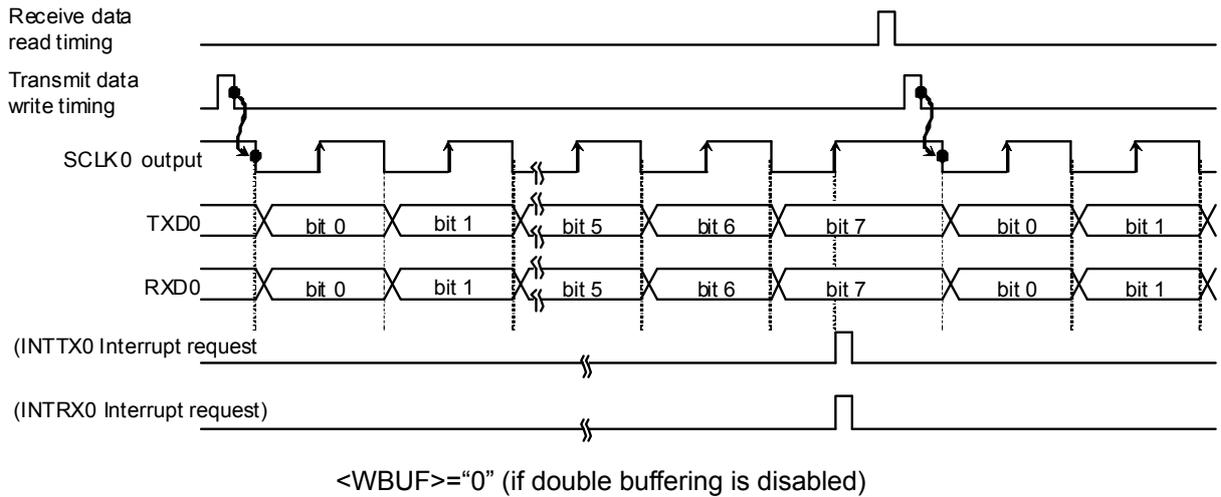 Receive data
read timing
Transmit data
write timing
SCLK0 output
TXD0 bit 0 bit 1 bit 5 bit 6 bit 7 bit 0 bit 1
RXD0 bit 0 bit 1 bit 5 bit 6 bit 7 bit 0 bit 1
(INTTX0 Interrupt request
(INTRX0 Interrupt request)
<WBUF>=“0” (if double buffering is disabled)